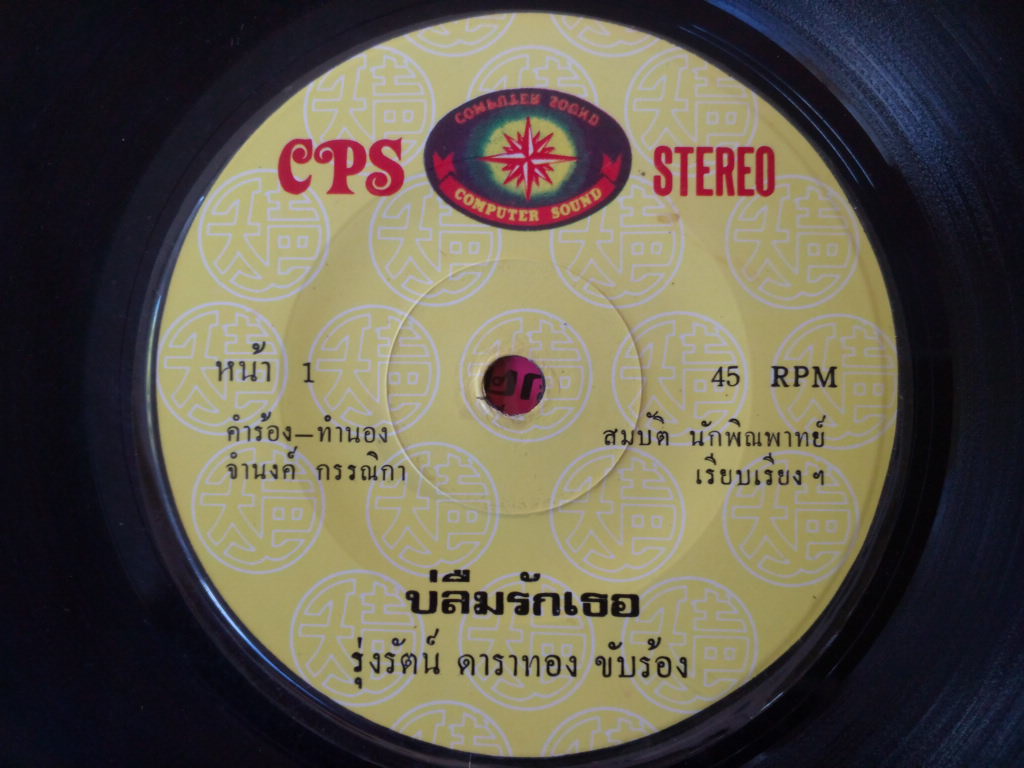 CPS
COMPUTER SOUND
COMPUTER SOUND
STEREO
หน้า 1
45 RPM
คำร้อง–ทำนอง
จำนงค์ กรรณิกา
สมบัติ นักพิณพาทย์
เรียบเรียง ฯ
บ่ลืมรักเธอ
รุ่งรัตน์ ดาราทอง ขับร้อง